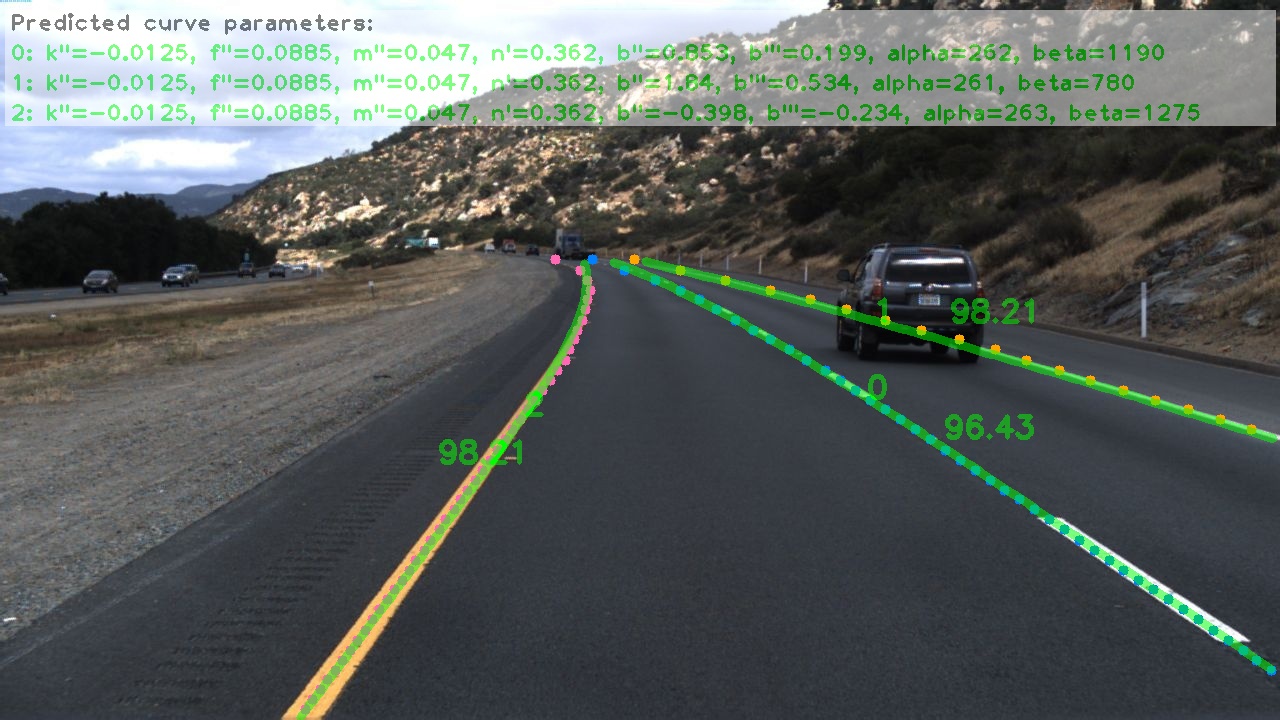 Predicted curve parameters:
0: k''=-0.0125, f''=0.0885, m''=0.047, n'=0.362, b''=0.853, b'''=0.199, alpha=262, beta=1190
1: k''=-0.0125, f''=0.0885, m''=0.047, n'=0.362, b''=1.84, b'''=0.534, alpha=261, beta=780
2: k''=-0.0125, f''=0.0885, m''=0.047, n'=0.362, b''=-0.398, b'''=-0.234, alpha=263, beta=1275
1 98.21
0
96.43
2
98.21